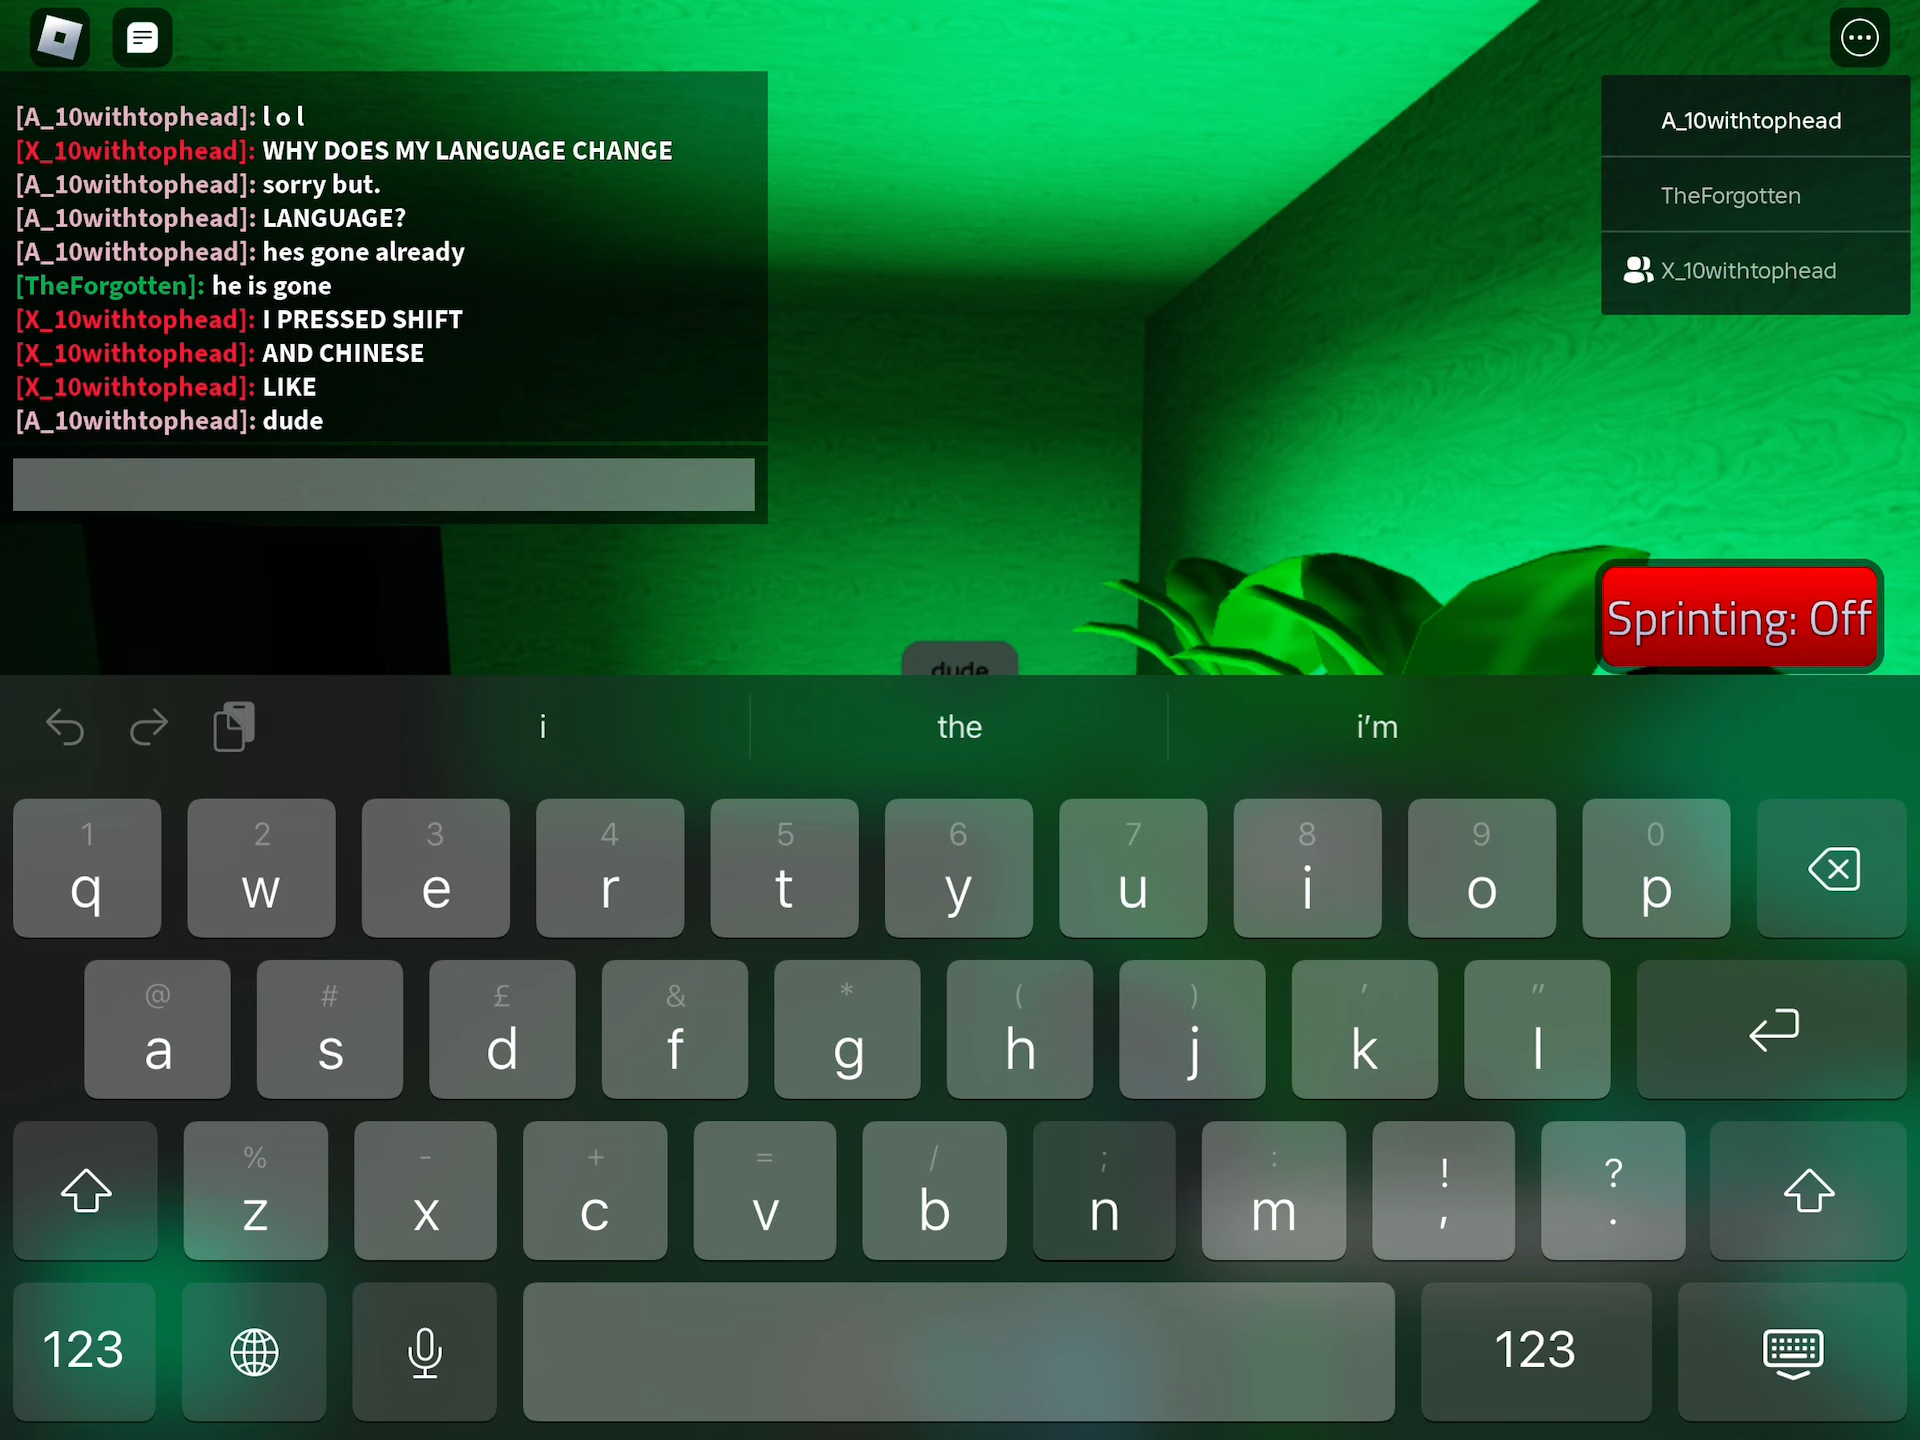 [A_10withtophead]: l o l
[X_10withtophead]: WHY DOES MY LANGUAGE CHANGE
[A_10withtophead]: sorry but.
[A_10withtophead]: LANGUAGE?
[A_10withtophead]: hes gone already
[TheForgotten]: he is gone
[X_10withtophead]: I PRESSED SHIFT
[X_10withtophead]: AND CHINESE
[X_10withtophead]: LIKE
[A_10withtophead]: dude
A_10withtophead
TheForgotten
X_10withtophead
Sprinting: Off
dude
i the i'm
1 2 3 4 5 6 7 8 9 0
q w e r t y u i o p
@ # £ & * ( ) ' "
a s d f g h j k l
% - + = / ; : ! ?
z x c v b n m , .
123 123